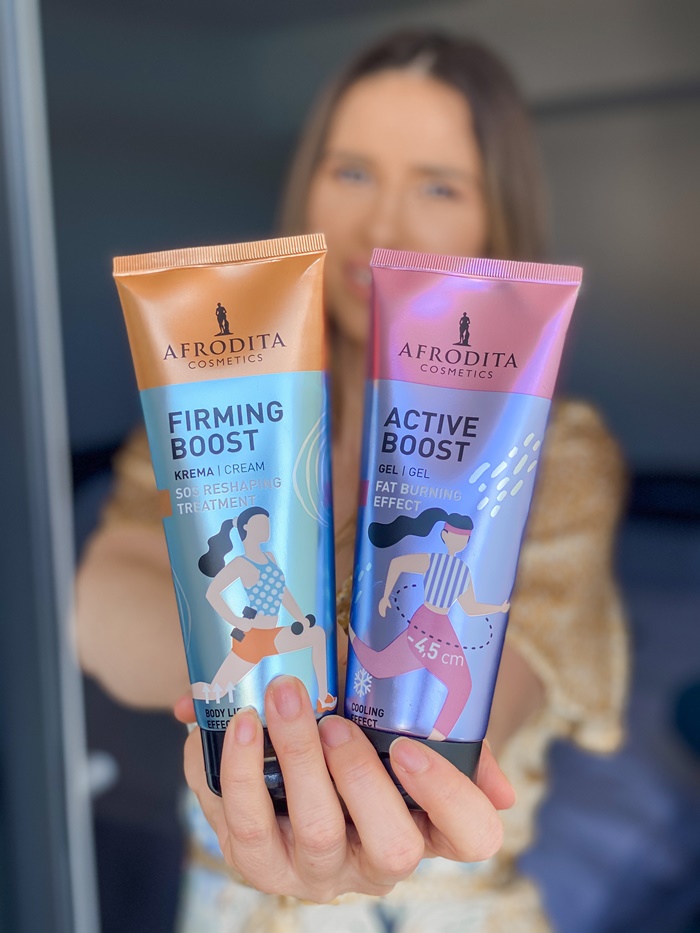 AFRODITA
COSMETICS
FIRMING
BOOST
KREMA | CREAM
SOS RESHAPING
TREATMENT
BODY
EFFECT
AFRODITA
COSMETICS
ACTIVE
BOOST
GEL | GEL
FAT BURNING
EFFECT
-4,5 cm
COOLING
EFFECT